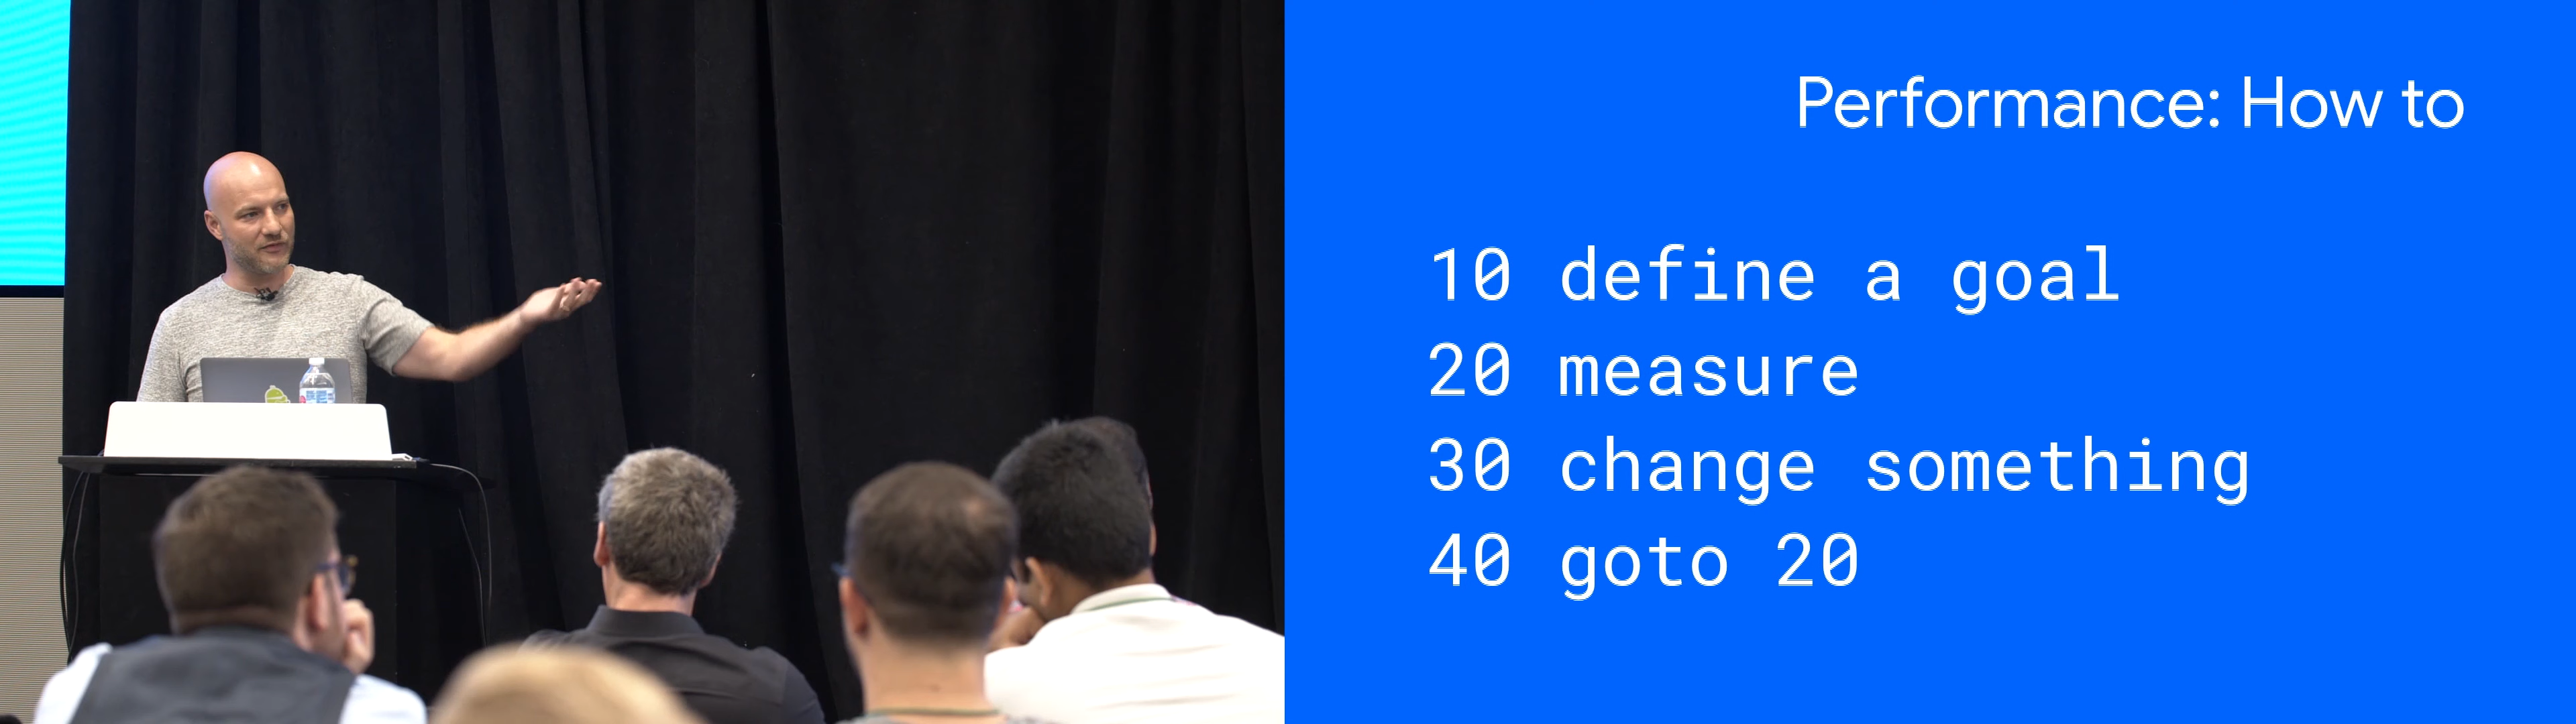 Performance: How to
10 define a goal
20 measure
30 change something
40 goto 20